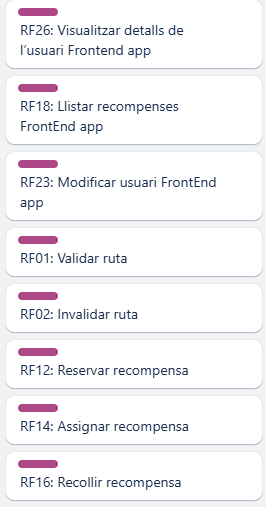 RF26: Visualitzar detalls de
l'usuari Frontend app
RF18: Llistar recompenses
FrontEnd app
RF23: Modificar usuari FrontEnd
app
RF01: Validar ruta
RF02: Invalidar ruta
RF12: Reservar recompensa
RF14: Assignar recompensa
RF16: Recollir recompensa